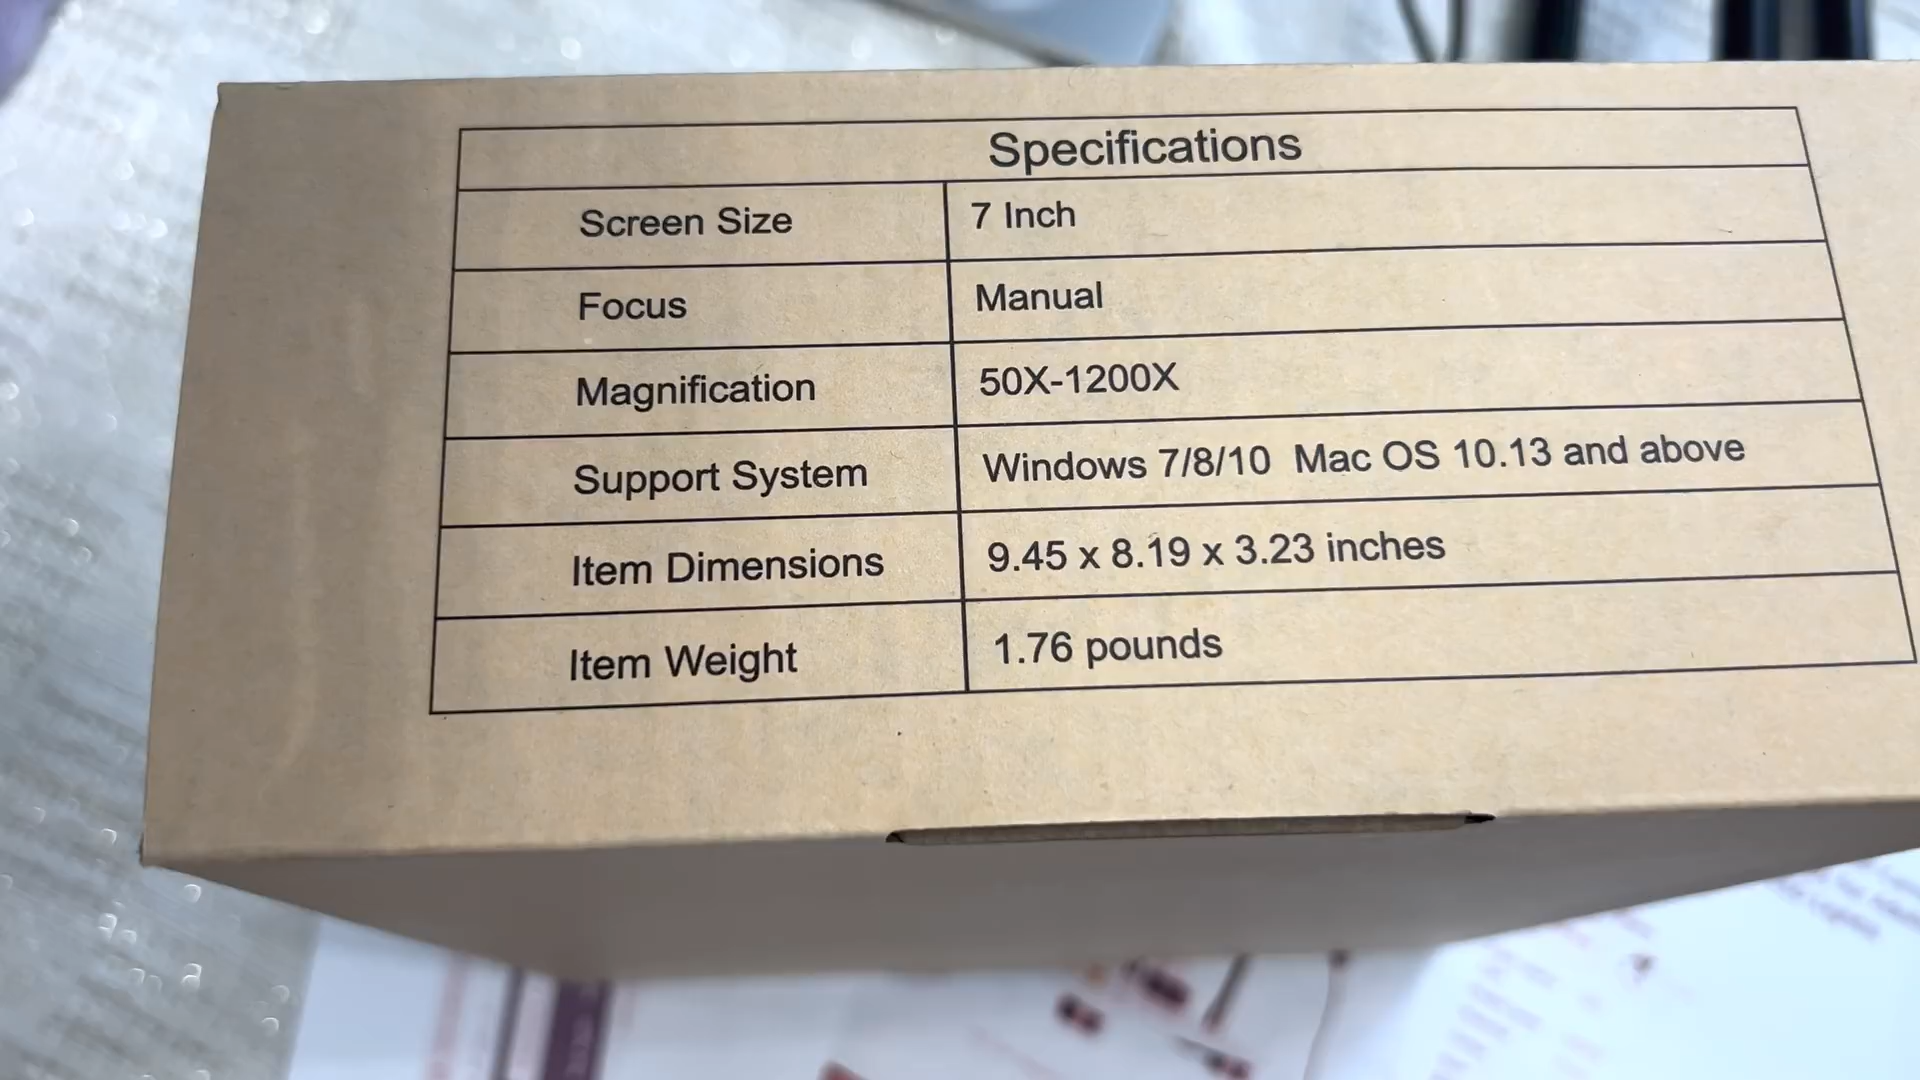 Specifications
Screen Size 7 Inch
Focus Manual
Magnification 50X-1200X
Support System Windows 7/8/10 Mac OS 10.13 and above
Item Dimensions 9.45 x 8.19 x 3.23 inches
Item Weight 1.76 pounds